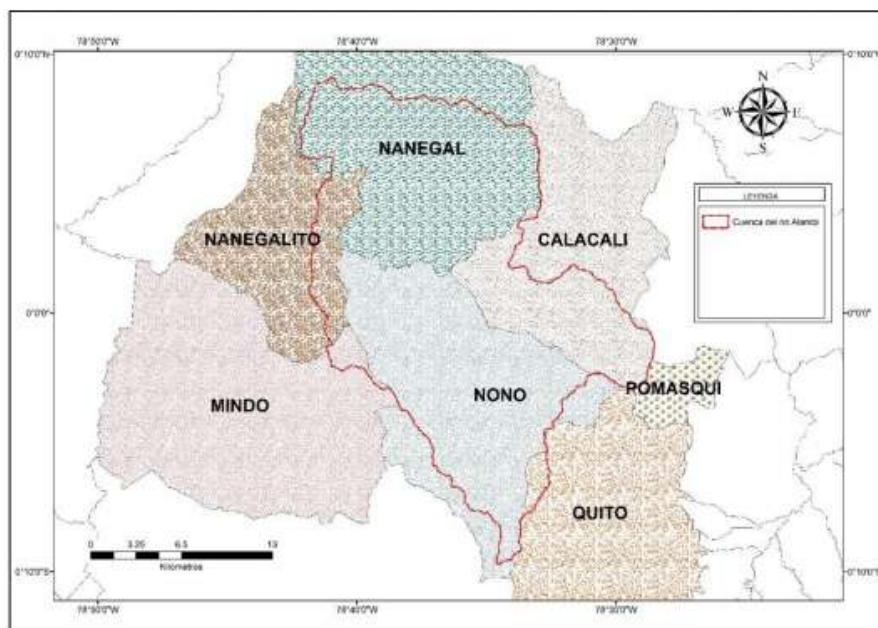 78°50'0"W 78°40'0"W 78°30'0"W
0°10'0"N 0°10'0"N
N
W E
S
NANEGAL
LEYENDA
Cuenca del rio Alambi
NANEGALITO
CALACALI
0°0'0" 0°0'0"
POMASQUI
NONO
MINDO
QUITO
0 3.25 6.5 13
Kilometros
0°10'0"S 0°10'0"S
78°50'0"W 78°40'0"W 78°30'0"W